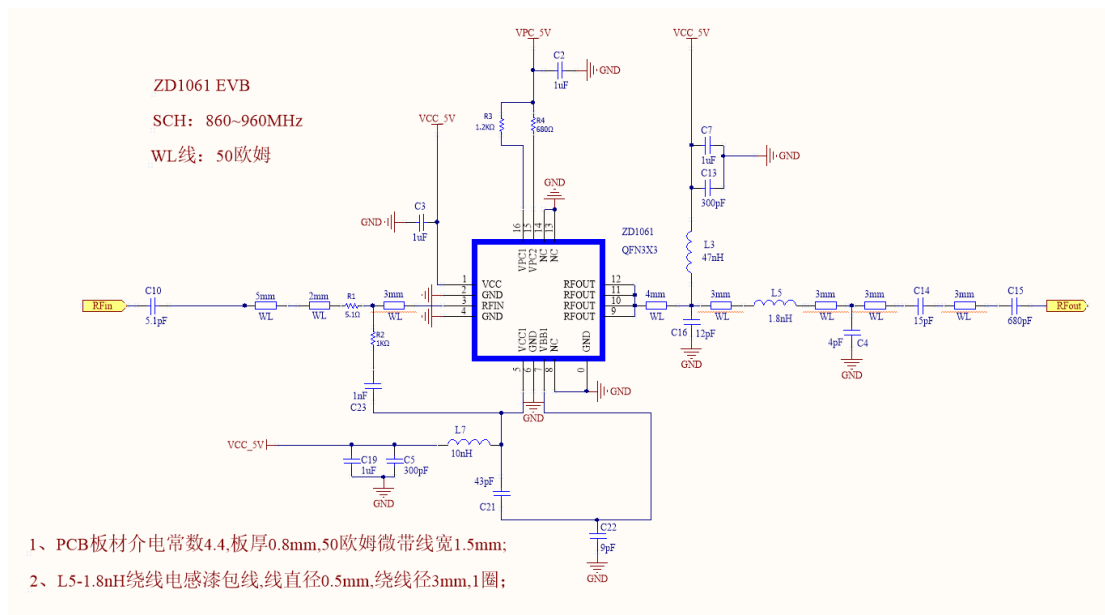 VPC_5V
VCC_5V
C2
1uF
GND
ZD1061 EVB
SCH：860~960MHz
WL线：50欧姆
R3
1.2KΩ
R4
680Ω
VCC_5V
C7
1uF
GND
C13
300pF
GND
C3
1uF
GND
16
15
14
13
ZD1061
QFN3X3
L3
47nH
VPC1
VPC2
NC
NC
1
2
3
4
VCC
GND
RFIN
GND
RFOUT
RFOUT
RFOUT
RFOUT
12
11
10
9
RFin
C10
5.1pF
5mm
WL
2mm
WL
R1
5.1Ω
3mm
WL
4mm
WL
3mm
WL
L5
1.8nH
3mm
WL
3mm
WL
C14
15pF
3mm
WL
C15
680pF
RFout
R2
1KΩ
C16
12pF
GND
4pF
C4
GND
VCC1
GND
VBB1
NC
GND
5
6
7
8
0
GND
GND
1nF
C23
VCC_5V
L7
10nH
C19
1uF
C5
300pF
GND
43pF
C21
C22
9pF
GND
1、PCB板材介电常数4.4,板厚0.8mm,50欧姆微带线宽1.5mm;
2、L5-1.8nH绕线电感漆包线,线直径0.5mm,绕线径3mm,1圈；